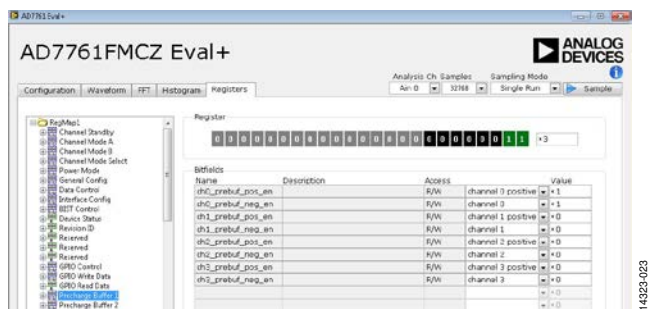 AD7761 Eval+
AD7761FMCZ Eval+
ANALOG
DEVICES
Analysis Ch Samples Sampling Mode
Configuration Waveform FFT Histogram Registers
Ain 0 32768 Single Run Sample
RegMap1
Channel Standby
Channel Mode A
Channel Mode B
Channel Mode Select
Power Mode
General Config
Data Control
Interface Config
BIST Control
Device Status
Revision ID
Reserved
Reserved
Reserved
GPIO Control
GPIO Write Data
GPIO Read Data
Precharge Buffer 1
Precharge Buffer 2
Register
0 0 0 0 0 0 0 0 0 0 0 0 0 0 0 0 0 0 0 0 0 0 1 1 x3
Bitfields
Name Description Access Value
ch0_prebuf_pos_en R/W channel 0 positive x1
ch0_prebuf_neg_en R/W channel 0 x1
ch1_prebuf_pos_en R/W channel 1 positive x0
ch1_prebuf_neg_en R/W channel 1 x0
ch2_prebuf_pos_en R/W channel 2 positive x0
ch2_prebuf_neg_en R/W channel 2 x0
ch3_prebuf_pos_en R/W channel 3 positive x0
ch3_prebuf_neg_en R/W channel 3 x0
x0
x0
14323-023